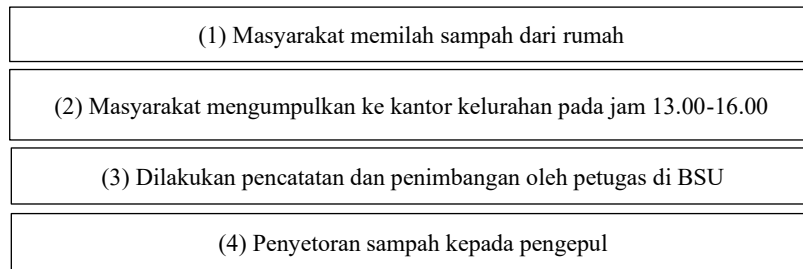 (1) Masyarakat memilah sampah dari rumah
(2) Masyarakat mengumpulkan ke kantor kelurahan pada jam 13.00-16.00
(3) Dilakukan pencatatan dan penimbangan oleh petugas di BSU
(4) Penyetoran sampah kepada pengepul